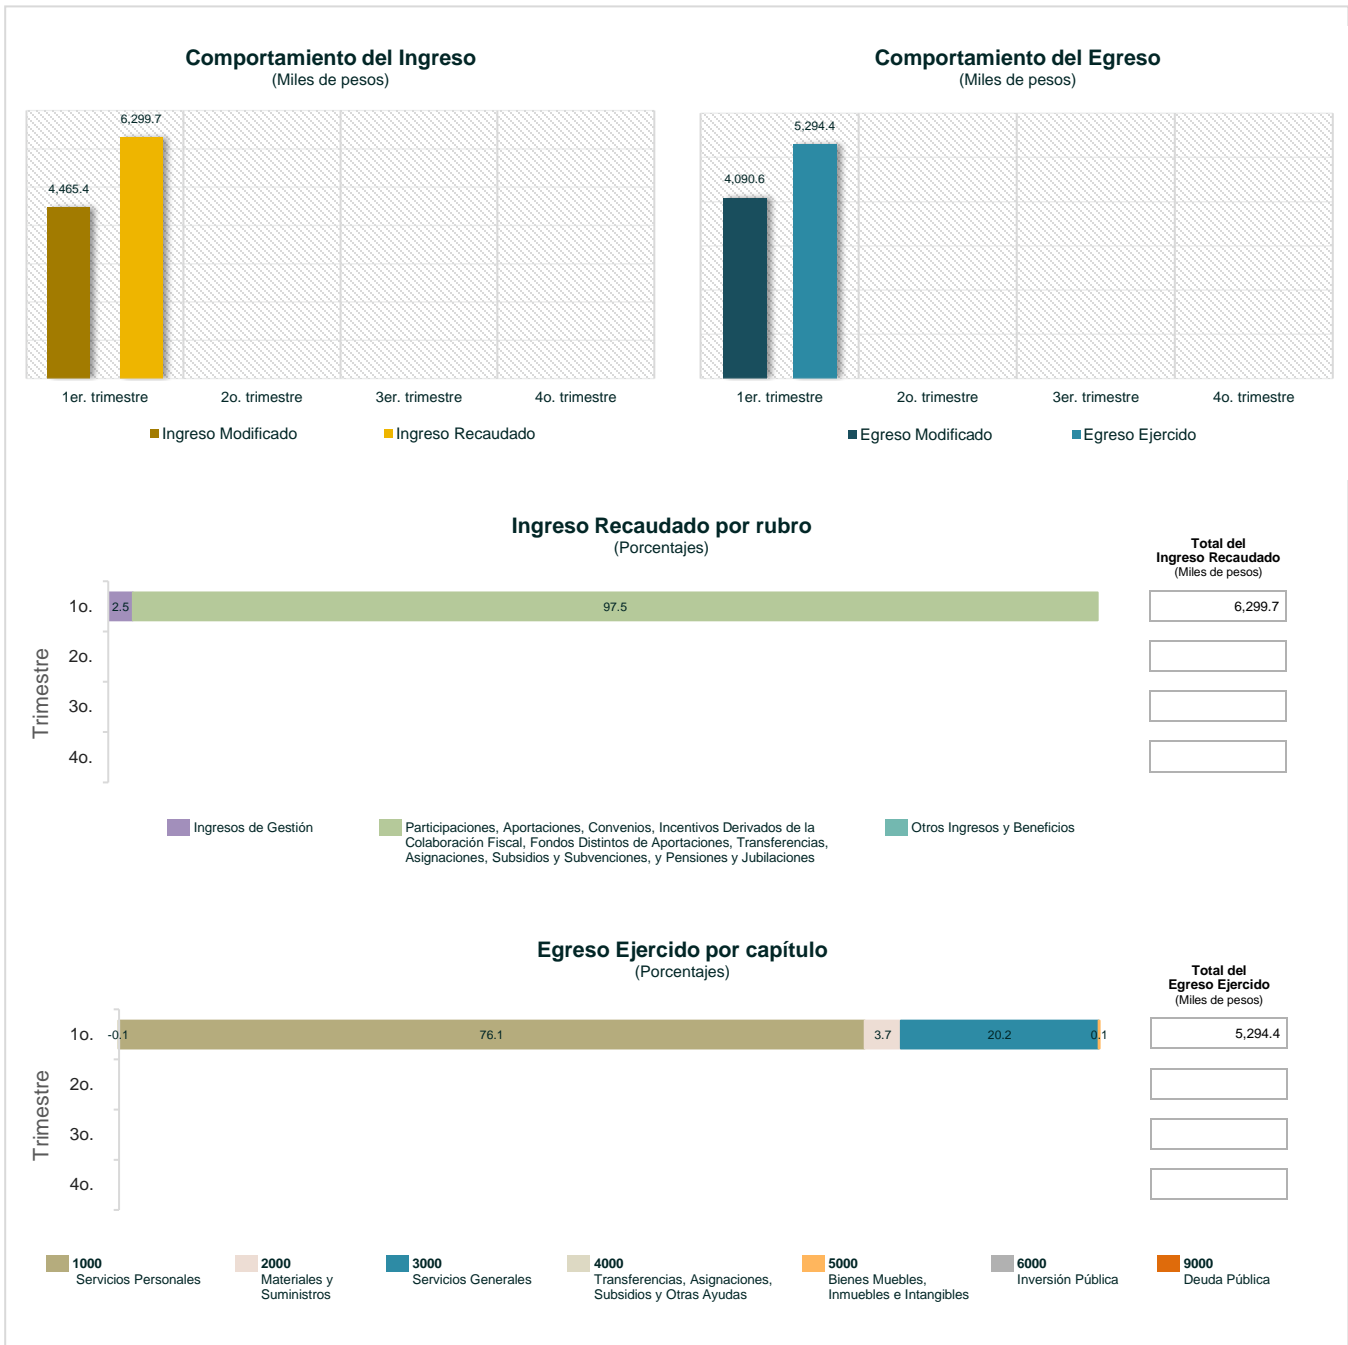 Comportamiento del Ingreso
(Miles de pesos)
6,299.7
4,465.4
1er. trimestre
2o. trimestre
3er. trimestre
4o. trimestre
Ingreso Modificado
Ingreso Recaudado
Comportamiento del Egreso
(Miles de pesos)
5,294.4
4,090.6
1er. trimestre
2o. trimestre
3er. trimestre
4o. trimestre
Egreso Modificado
Egreso Ejercido
Ingreso Recaudado por rubro
(Porcentajes)
Total del
Ingreso Recaudado
(Miles de pesos)
Trimestre
1o.
2.5
97.5
6,299.7
2o.
3o.
4o.
Ingresos de Gestión
Participaciones, Aportaciones, Convenios, Incentivos Derivados de la
Colaboración Fiscal, Fondos Distintos de Aportaciones, Transferencias,
Asignaciones, Subsidios y Subvenciones, y Pensiones y Jubilaciones
Otros Ingresos y Beneficios
Egreso Ejercido por capítulo
(Porcentajes)
Total del
Egreso Ejercido
(Miles de pesos)
Trimestre
1o.
-0.1
76.1
3.7
20.2
0.1
5,294.4
2o.
3o.
4o.
1000
Servicios Personales
2000
Materiales y
Suministros
3000
Servicios Generales
4000
Transferencias, Asignaciones,
Subsidios y Otras Ayudas
5000
Bienes Muebles,
Inmuebles e Intangibles
6000
Inversión Pública
9000
Deuda Pública